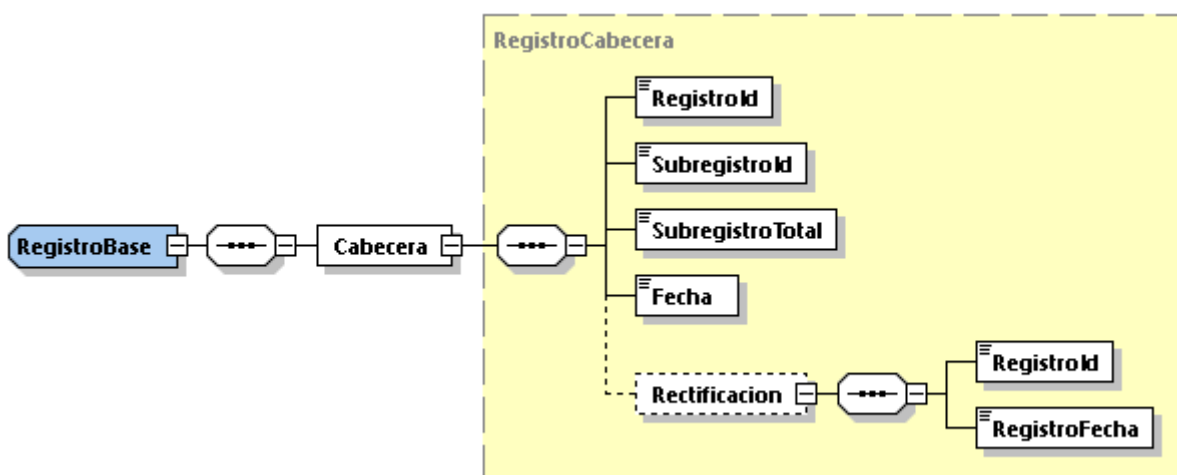 RegistroCabecera
RegistroId
SubregistroId
SubregistroTotal
RegistroBase
Cabecera
Fecha
Rectificacion
RegistroId
RegistroFecha